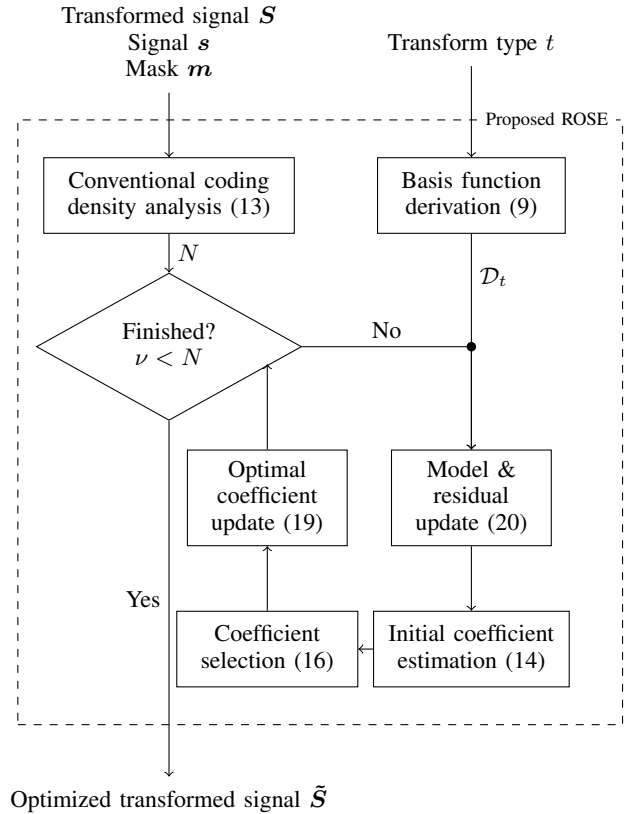 Transformed signal S
Signal s
Mask m
Transform type t
Proposed ROSE
Conventional coding
density analysis (13)
Basis function
derivation (9)
N
𝒟ₜ
Finished?
ν < N
No
Optimal
coefficient
update (19)
Model &
residual
update (20)
Yes
Coefficient
selection (16)
Initial coefficient
estimation (14)
Optimized transformed signal S̃